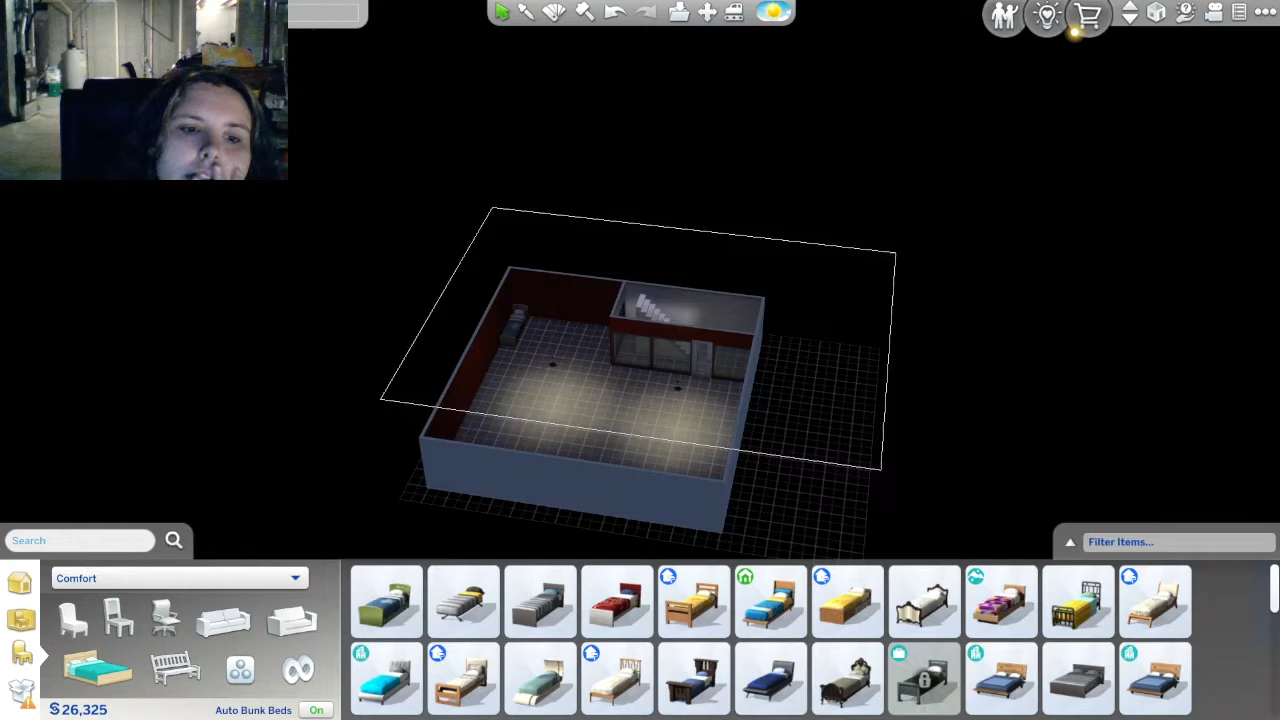 Search
Filter Items...
Comfort
$26,325
Auto Bunk Beds
On